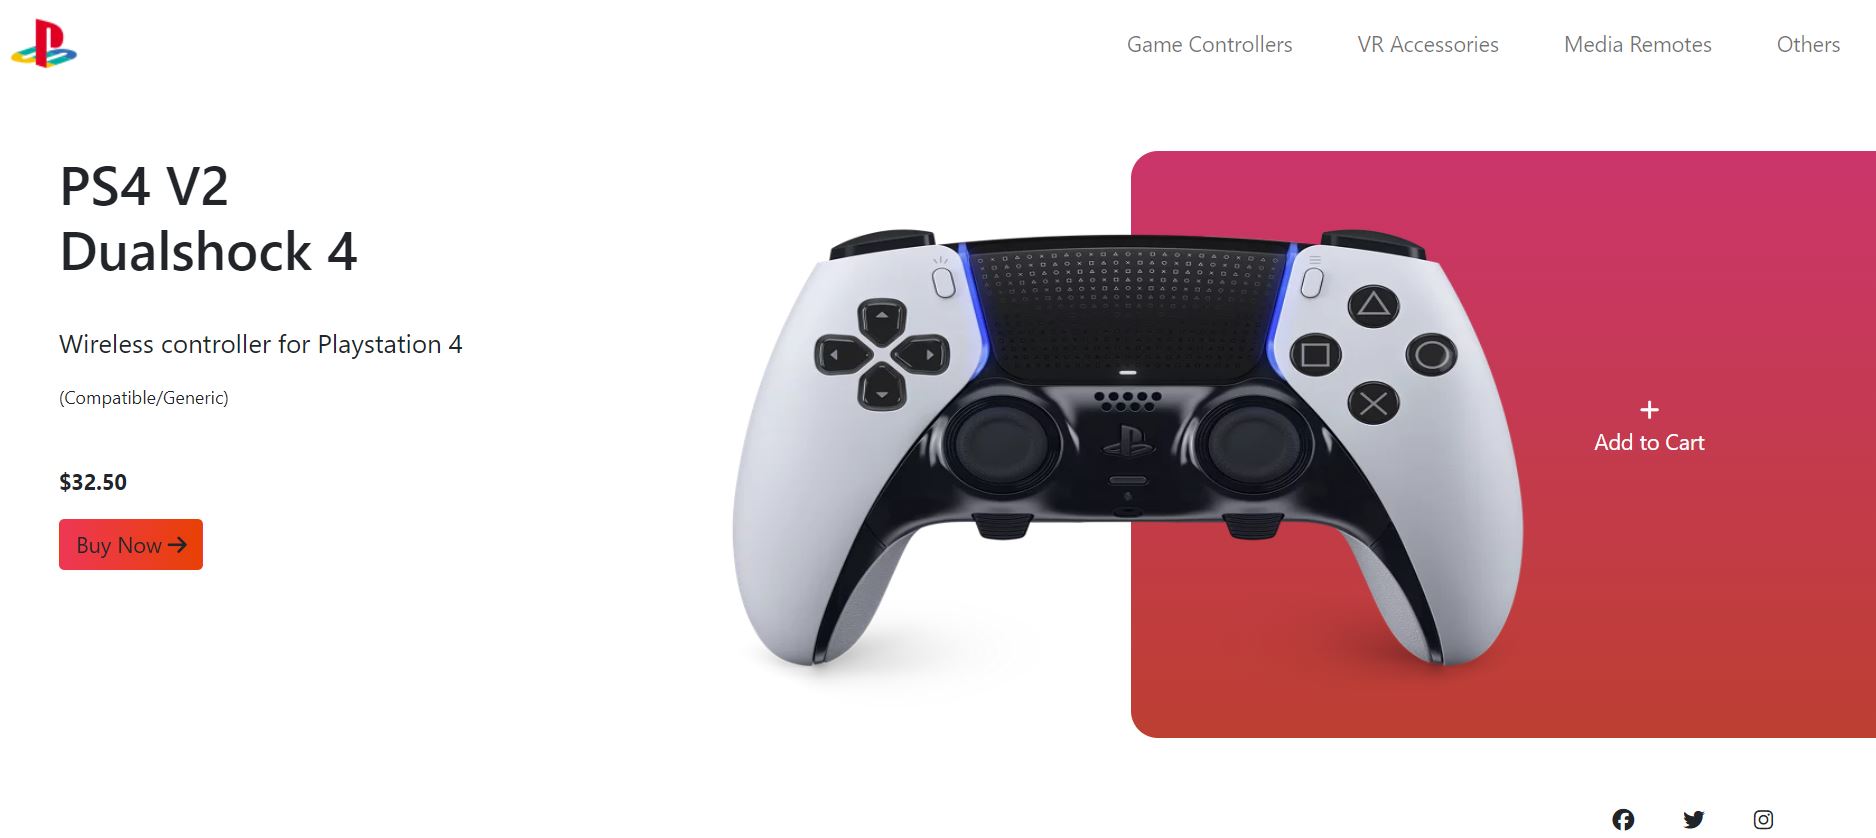 Game Controllers VR Accessories Media Remotes Others
PS4 V2
Dualshock 4
Wireless controller for Playstation 4
(Compatible/Generic)
$32.50
Buy Now
Add to Cart